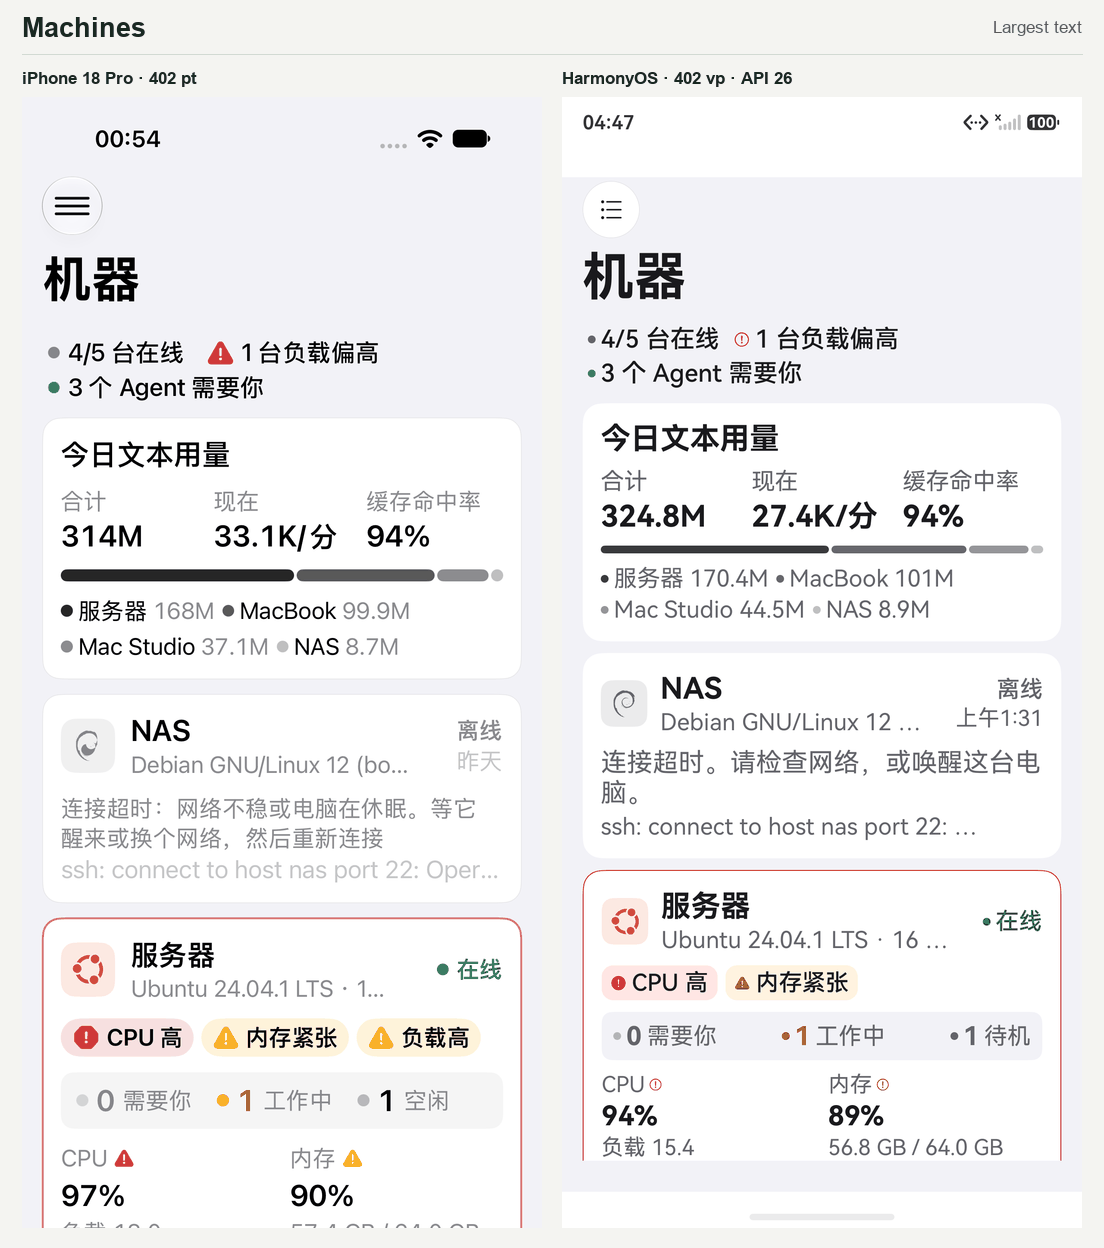 Machines
Largest text
iPhone 18 Pro · 402 pt
00:54
机器
4/5 台在线 1 台负载偏高
3 个 Agent 需要你
今日文本用量
合计 现在 缓存命中率
314M 33.1K/分 94%
服务器 168M MacBook 99.9M
Mac Studio 37.1M NAS 8.7M
NAS
离线
Debian GNU/Linux 12 (bo...
昨天
连接超时：网络不稳或电脑在休眠。等它
醒来或换个网络，然后重新连接
ssh: connect to host nas port 22: Oper...
服务器
Ubuntu 24.04.1 LTS · 1...
在线
CPU 高 内存紧张 负载高
0 需要你 1 工作中 1 空闲
CPU 内存
97% 90%
HarmonyOS · 402 vp · API 26
04:47
100
机器
4/5 台在线 1 台负载偏高
3 个 Agent 需要你
今日文本用量
合计 现在 缓存命中率
324.8M 27.4K/分 94%
服务器 170.4M MacBook 101M
Mac Studio 44.5M NAS 8.9M
NAS
离线
Debian GNU/Linux 12 ...
上午1:31
连接超时。请检查网络，或唤醒这台电
脑。
ssh: connect to host nas port 22: ...
服务器
Ubuntu 24.04.1 LTS · 16 ...
在线
CPU 高 内存紧张
0 需要你 1 工作中 1 待机
CPU 内存
94% 89%
负载 15.4 56.8 GB / 64.0 GB